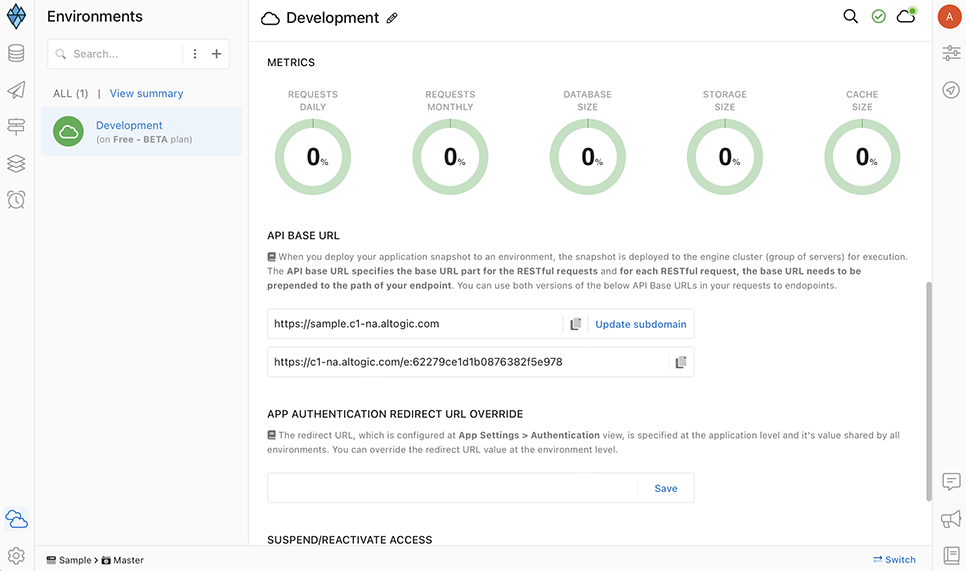 Environments
Search...
ALL (1) | View summary
Development
(on Free - BETA plan)
Development
A
METRICS
REQUESTS DAILY
REQUESTS MONTHLY
DATABASE SIZE
STORAGE SIZE
CACHE SIZE
0% 0% 0% 0% 0%
API BASE URL
When you deploy your application snapshot to an environment, the snapshot is deployed to the engine cluster (group of servers) for execution.
The API base URL specifies the base URL part for the RESTful requests and for each RESTful request, the base URL needs to be
prepended to the path of your endpoint. You can use both versions of the below API Base URLs in your requests to endopoints.
https://sample.c1-na.altogic.com Update subdomain
https://c1-na.altogic.com/e:62279ce1d1b0876382f5e978
APP AUTHENTICATION REDIRECT URL OVERRIDE
The redirect URL, which is configured at App Settings > Authentication view, is specified at the application level and it's value shared by all
environments. You can override the redirect URL value at the environment level.
Save
SUSPEND/REACTIVATE ACCESS
Sample > Master
Switch